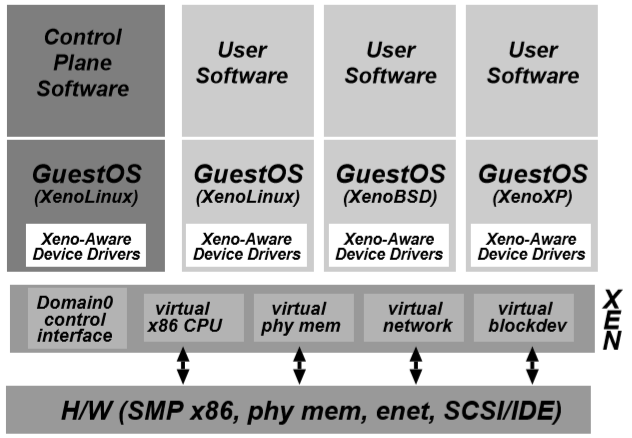 Control
Plane
Software
User
Software
User
Software
User
Software
GuestOS
(XenoLinux)
Xeno-Aware
Device Drivers
GuestOS
(XenoLinux)
Xeno-Aware
Device Drivers
GuestOS
(XenoBSD)
Xeno-Aware
Device Drivers
GuestOS
(XenoXP)
Xeno-Aware
Device Drivers
Domain0
control
interface
virtual
x86 CPU
virtual
phy mem
virtual
network
virtual
blockdev
XEN
H/W (SMP x86, phy mem, enet, SCSI/IDE)